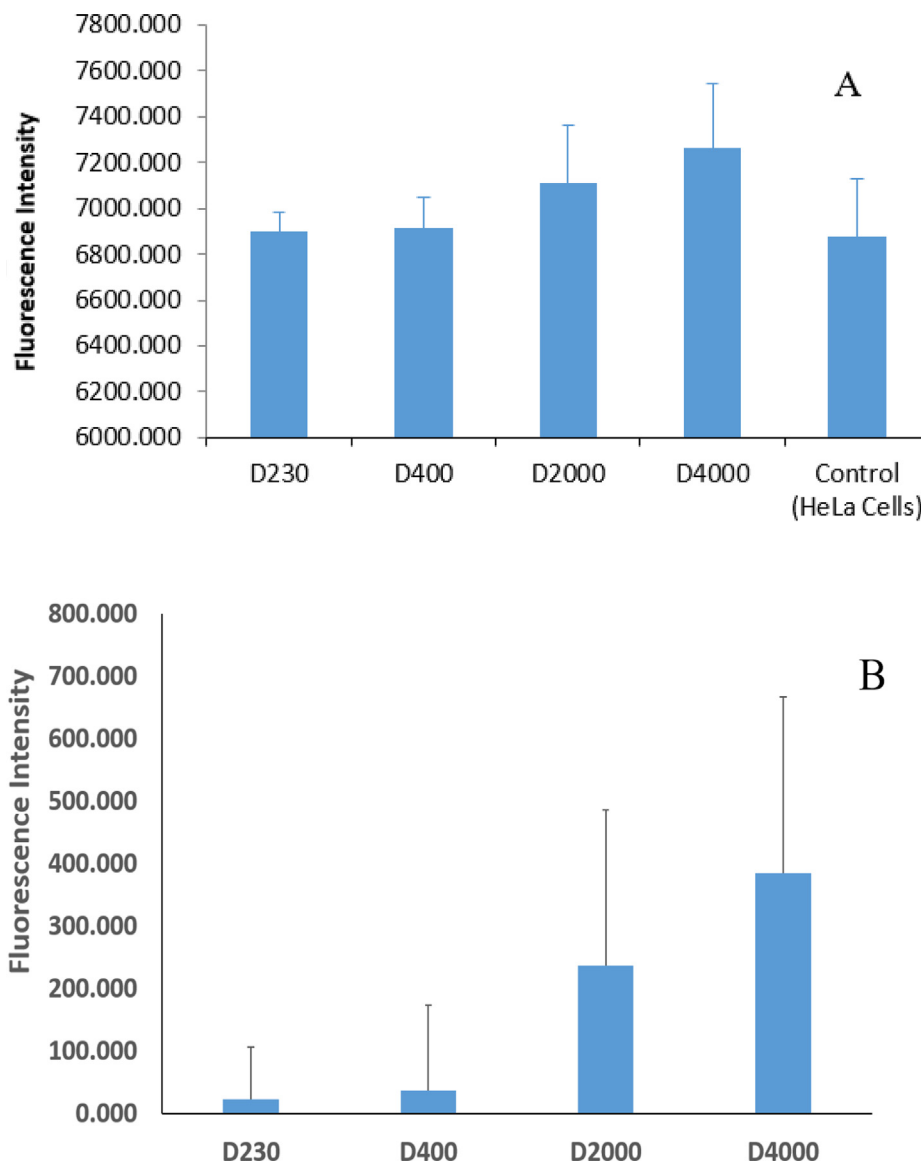 7800.000
7600.000
7400.000
7200.000
7000.000
6800.000
6600.000
6400.000
6200.000
6000.000
Fluorescence Intensity
A
D230 D400 D2000 D4000 Control
(HeLa Cells)
800.000
700.000
600.000
500.000
400.000
300.000
200.000
100.000
0.000
Fluorescence Intensity
B
D230 D400 D2000 D4000